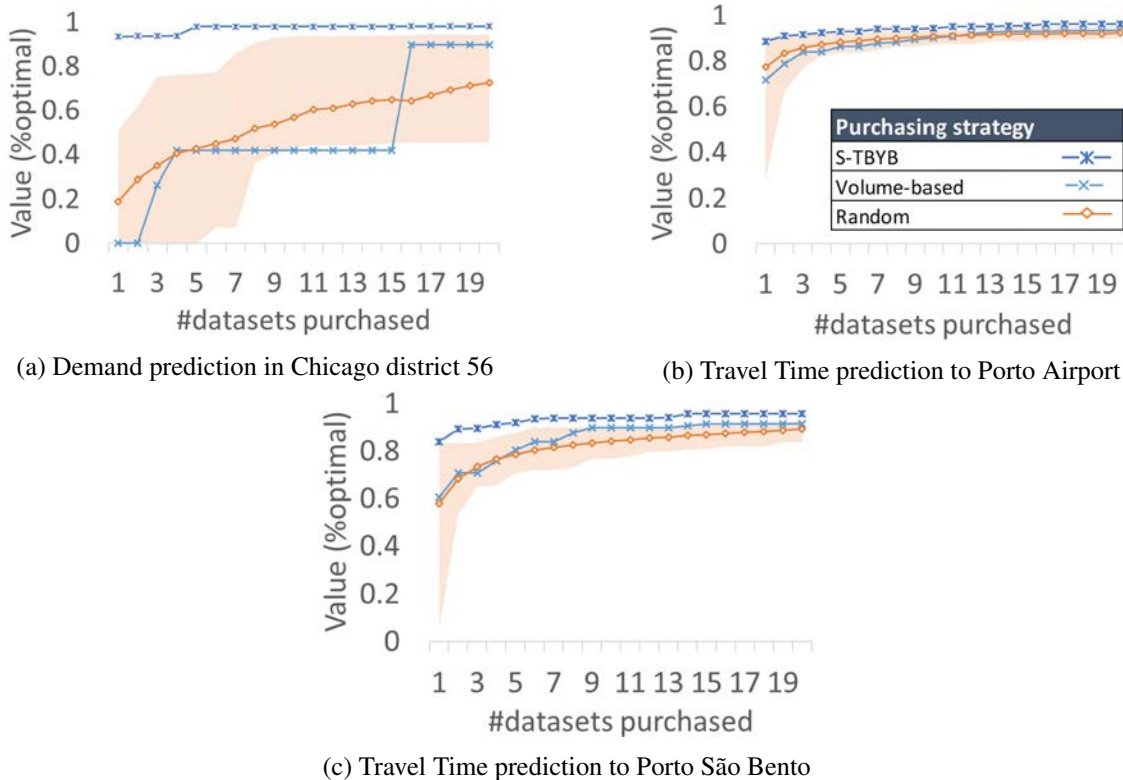 Value (%optimal)
1
0.8
0.6
0.4
0.2
0
1 3 5 7 9 11 13 15 17 19
#datasets purchased
(a) Demand prediction in Chicago district 56
Value (%optimal)
1
0.8
0.6
0.4
0.2
0
Purchasing strategy
S-TBYB
Volume-based
Random
1 3 5 7 9 11 13 15 17 19
#datasets purchased
(b) Travel Time prediction to Porto Airport
Value (%optimal)
1
0.8
0.6
0.4
0.2
0
1 3 5 7 9 11 13 15 17 19
#datasets purchased
(c) Travel Time prediction to Porto São Bento